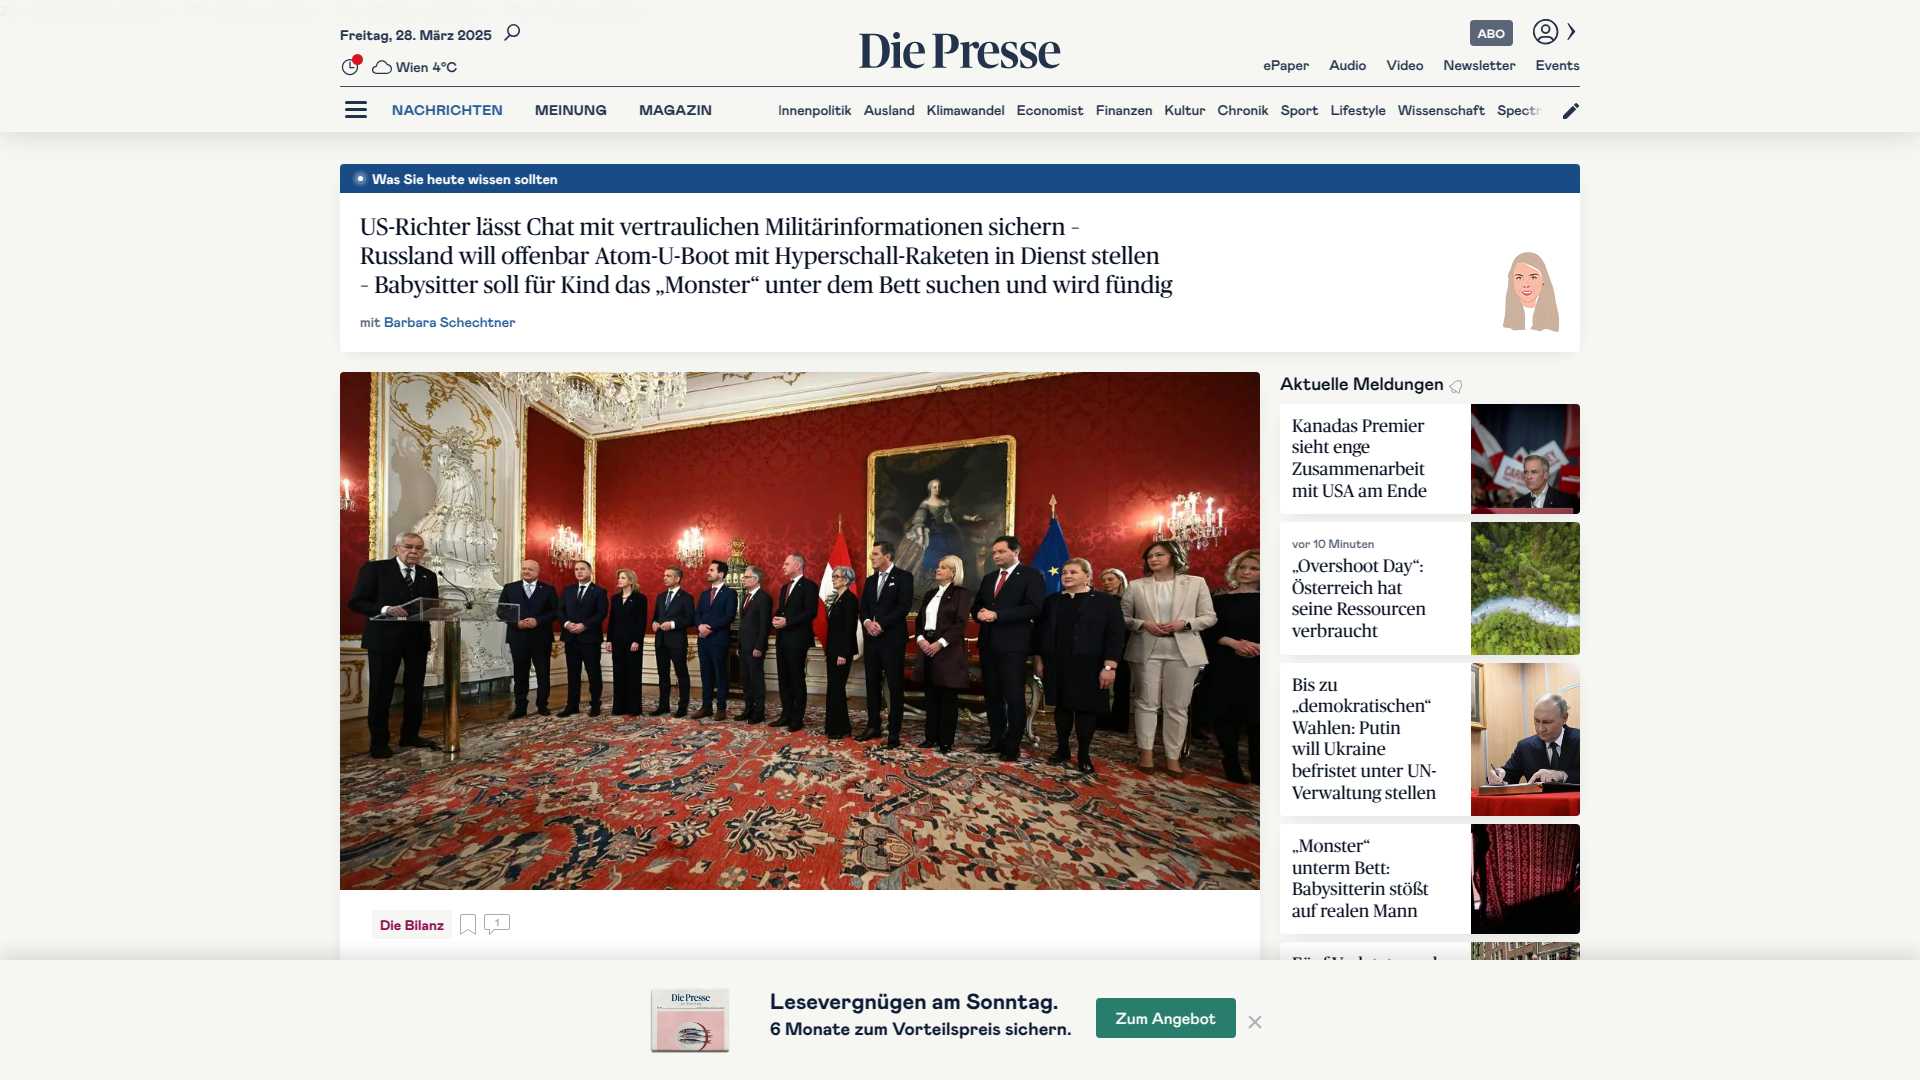 Freitag, 28. März 2025
Wien 4°C
Die Presse
ABO
ePaper Audio Video Newsletter Events
NACHRICHTEN MEINUNG MAGAZIN
Innenpolitik Ausland Klimawandel Economist Finanzen Kultur Chronik Sport Lifestyle Wissenschaft
Was Sie heute wissen sollten
US-Richter lässt Chat mit vertraulichen Militärinformationen sichern –
Russland will offenbar Atom-U-Boot mit Hyperschall-Raketen in Dienst stellen
– Babysitter soll für Kind das „Monster“ unter dem Bett suchen und wird fündig
mit Barbara Schechtner
Die Bilanz
1
Aktuelle Meldungen
Kanadas Premier
sieht enge
Zusammenarbeit
mit USA am Ende
vor 10 Minuten
„Overshoot Day“:
Österreich hat
seine Ressourcen
verbraucht
Bis zu
„demokratischen“
Wahlen: Putin
will Ukraine
befristet unter UN-
Verwaltung stellen
„Monster“
unterm Bett:
Babysitterin stößt
auf realen Mann
Die Presse
Lesevergnügen am Sonntag.
6 Monate zum Vorteilspreis sichern.
Zum Angebot